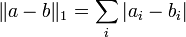 ‖a − b‖₁ = ∑ᵢ |aᵢ − bᵢ|